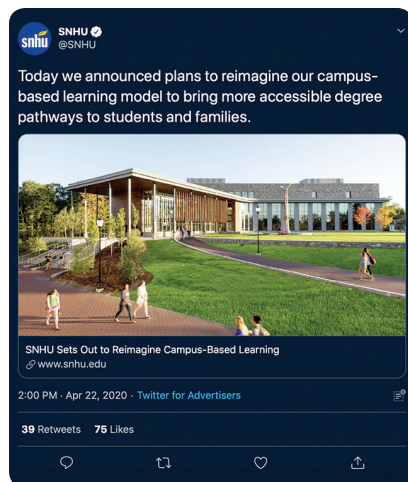 snhu
SNHU
@SNHU
Today we announced plans to reimagine our campus-
based learning model to bring more accessible degree
pathways to students and families.
SNHU Sets Out to Reimagine Campus-Based Learning
www.snhu.edu
2:00 PM · Apr 22, 2020 · Twitter for Advertisers
39 Retweets 75 Likes